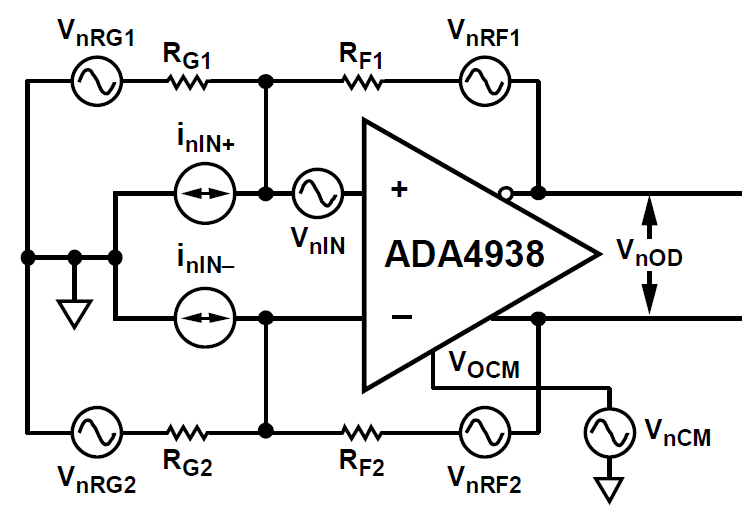 VnRG1
RG1
RF1
VnRF1
inIN+
+
VnIN
ADA4938
VnOD
inIN–
–
VOCM
VnCM
VnRG2
RG2
RF2
VnRF2